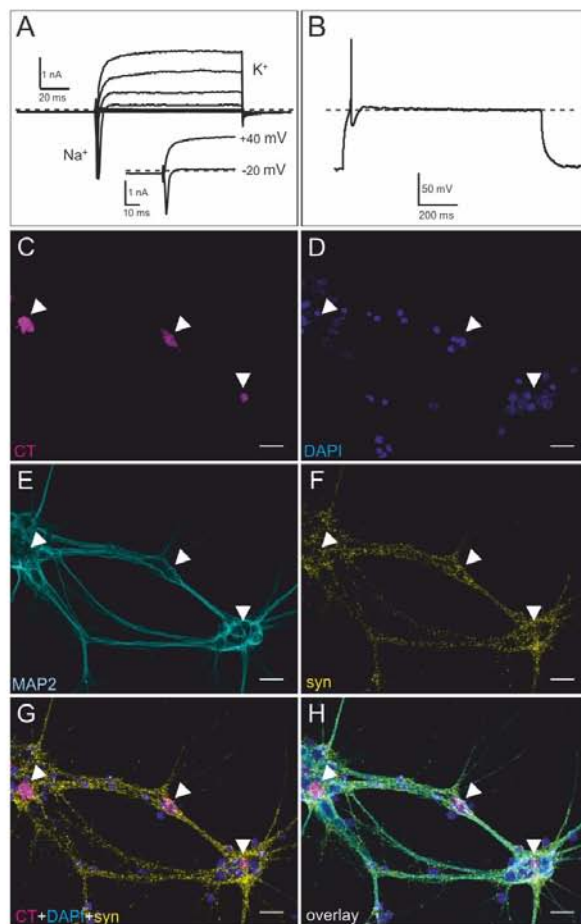 A
1 nA
20 ms
K+
Na+
+40 mV
-20 mV
1 nA
10 ms
B
50 mV
200 ms
C
CT
D
DAPI
E
MAP2
F
syn
G
CT+DAPI+syn
H
overlay